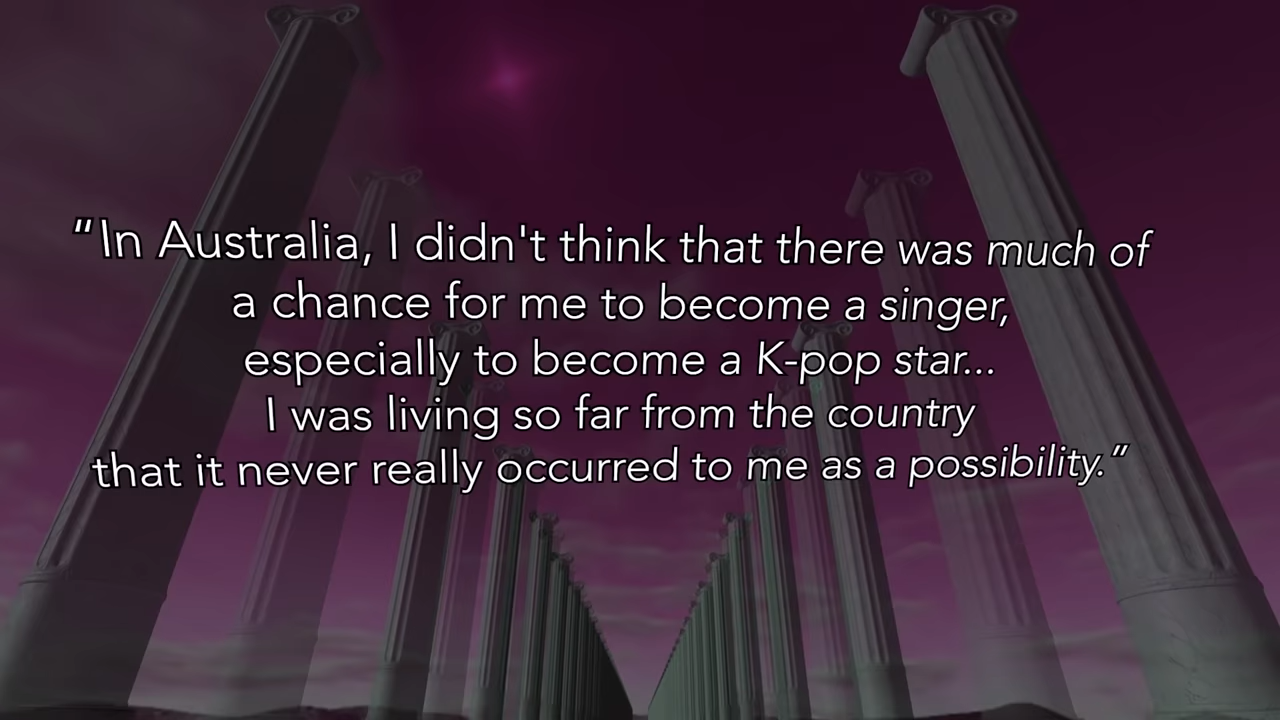 “In Australia, I didn't think that there was much of
a chance for me to become a singer,
especially to become a K-pop star...
I was living so far from the country
that it never really occurred to me as a possibility.”